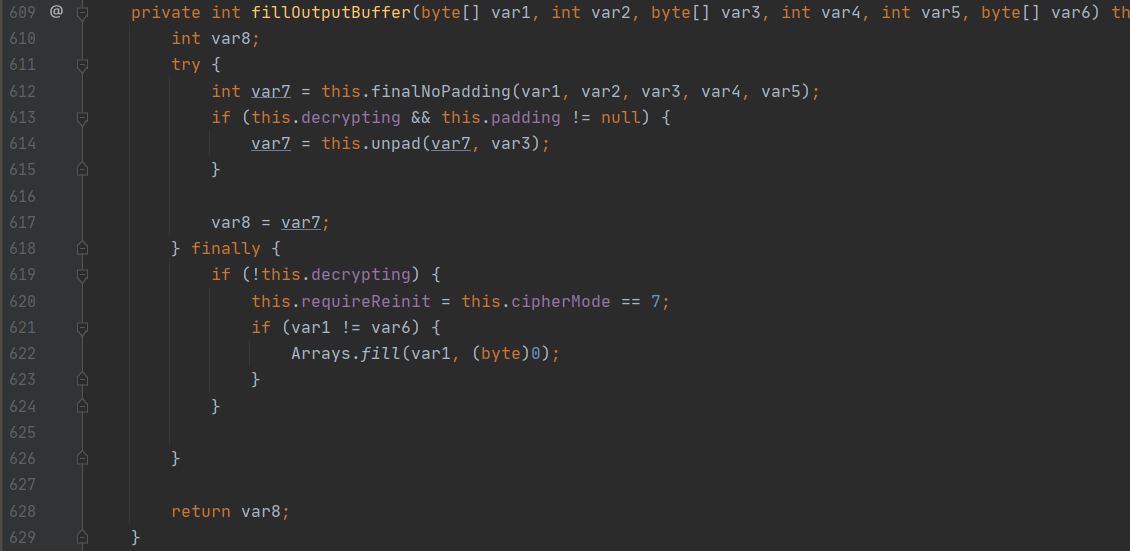 609 @ private int fillOutputBuffer(byte[] var1, int var2, byte[] var3, int var4, int var5, byte[] var6) th
610 int var8;
611 try {
612 int var7 = this.finalNoPadding(var1, var2, var3, var4, var5);
613 if (this.decrypting && this.padding != null) {
614 var7 = this.unpad(var7, var3);
615 }
616
617 var8 = var7;
618 } finally {
619 if (!this.decrypting) {
620 this.requireReinit = this.cipherMode == 7;
621 if (var1 != var6) {
622 Arrays.fill(var1, (byte)0);
623 }
624 }
625
626 }
627
628 return var8;
629 }